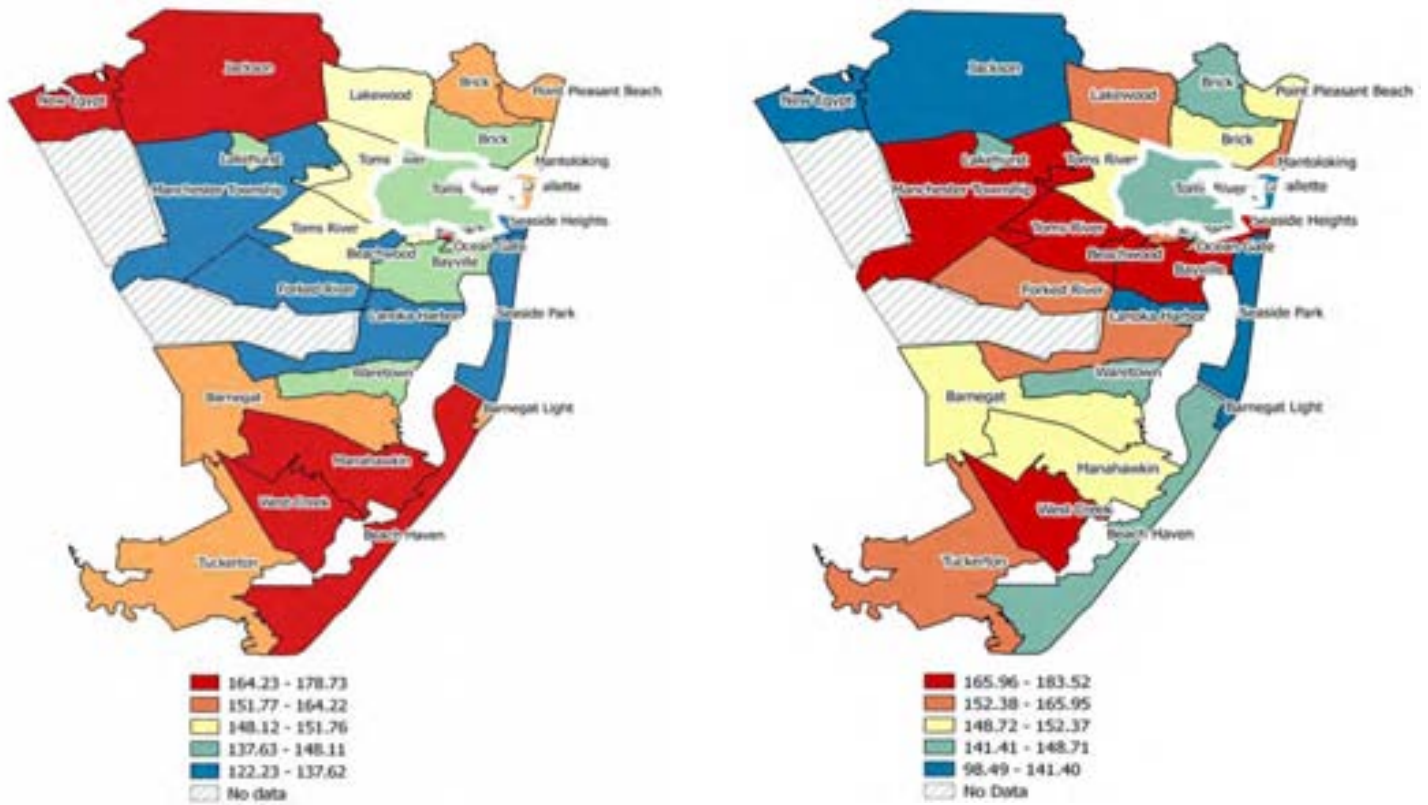 Jackson
New Egypt
Lakewood
Brick
Point Pleasant Beach
Brick
Lakehurst
Toms River
Mantoloking
Manchester Township
Toms River
allette
Seaside Heights
Toms River
Ocean Gate
Beachwood
Bayville
Forked River
Lanoka Harbor
Seaside Park
Waretown
Barnegat
Barnegat Light
Manahawkin
West Creek
Beach Haven
Tuckerton
164.23 - 178.73
151.77 - 164.22
148.12 - 151.76
137.63 - 148.11
122.23 - 137.62
No data
Jackson
New Egypt
Lakewood
Brick
Point Pleasant Beach
Brick
Lakehurst
Toms River
Mantoloking
Manchester Township
Toms River
allette
Seaside Heights
Toms River
Ocean Gate
Beachwood
Bayville
Forked River
Lanoka Harbor
Seaside Park
Waretown
Barnegat
Barnegat Light
Manahawkin
West Creek
Beach Haven
Tuckerton
165.96 - 183.52
152.38 - 165.95
148.72 - 152.37
141.41 - 148.71
98.49 - 141.40
No Data